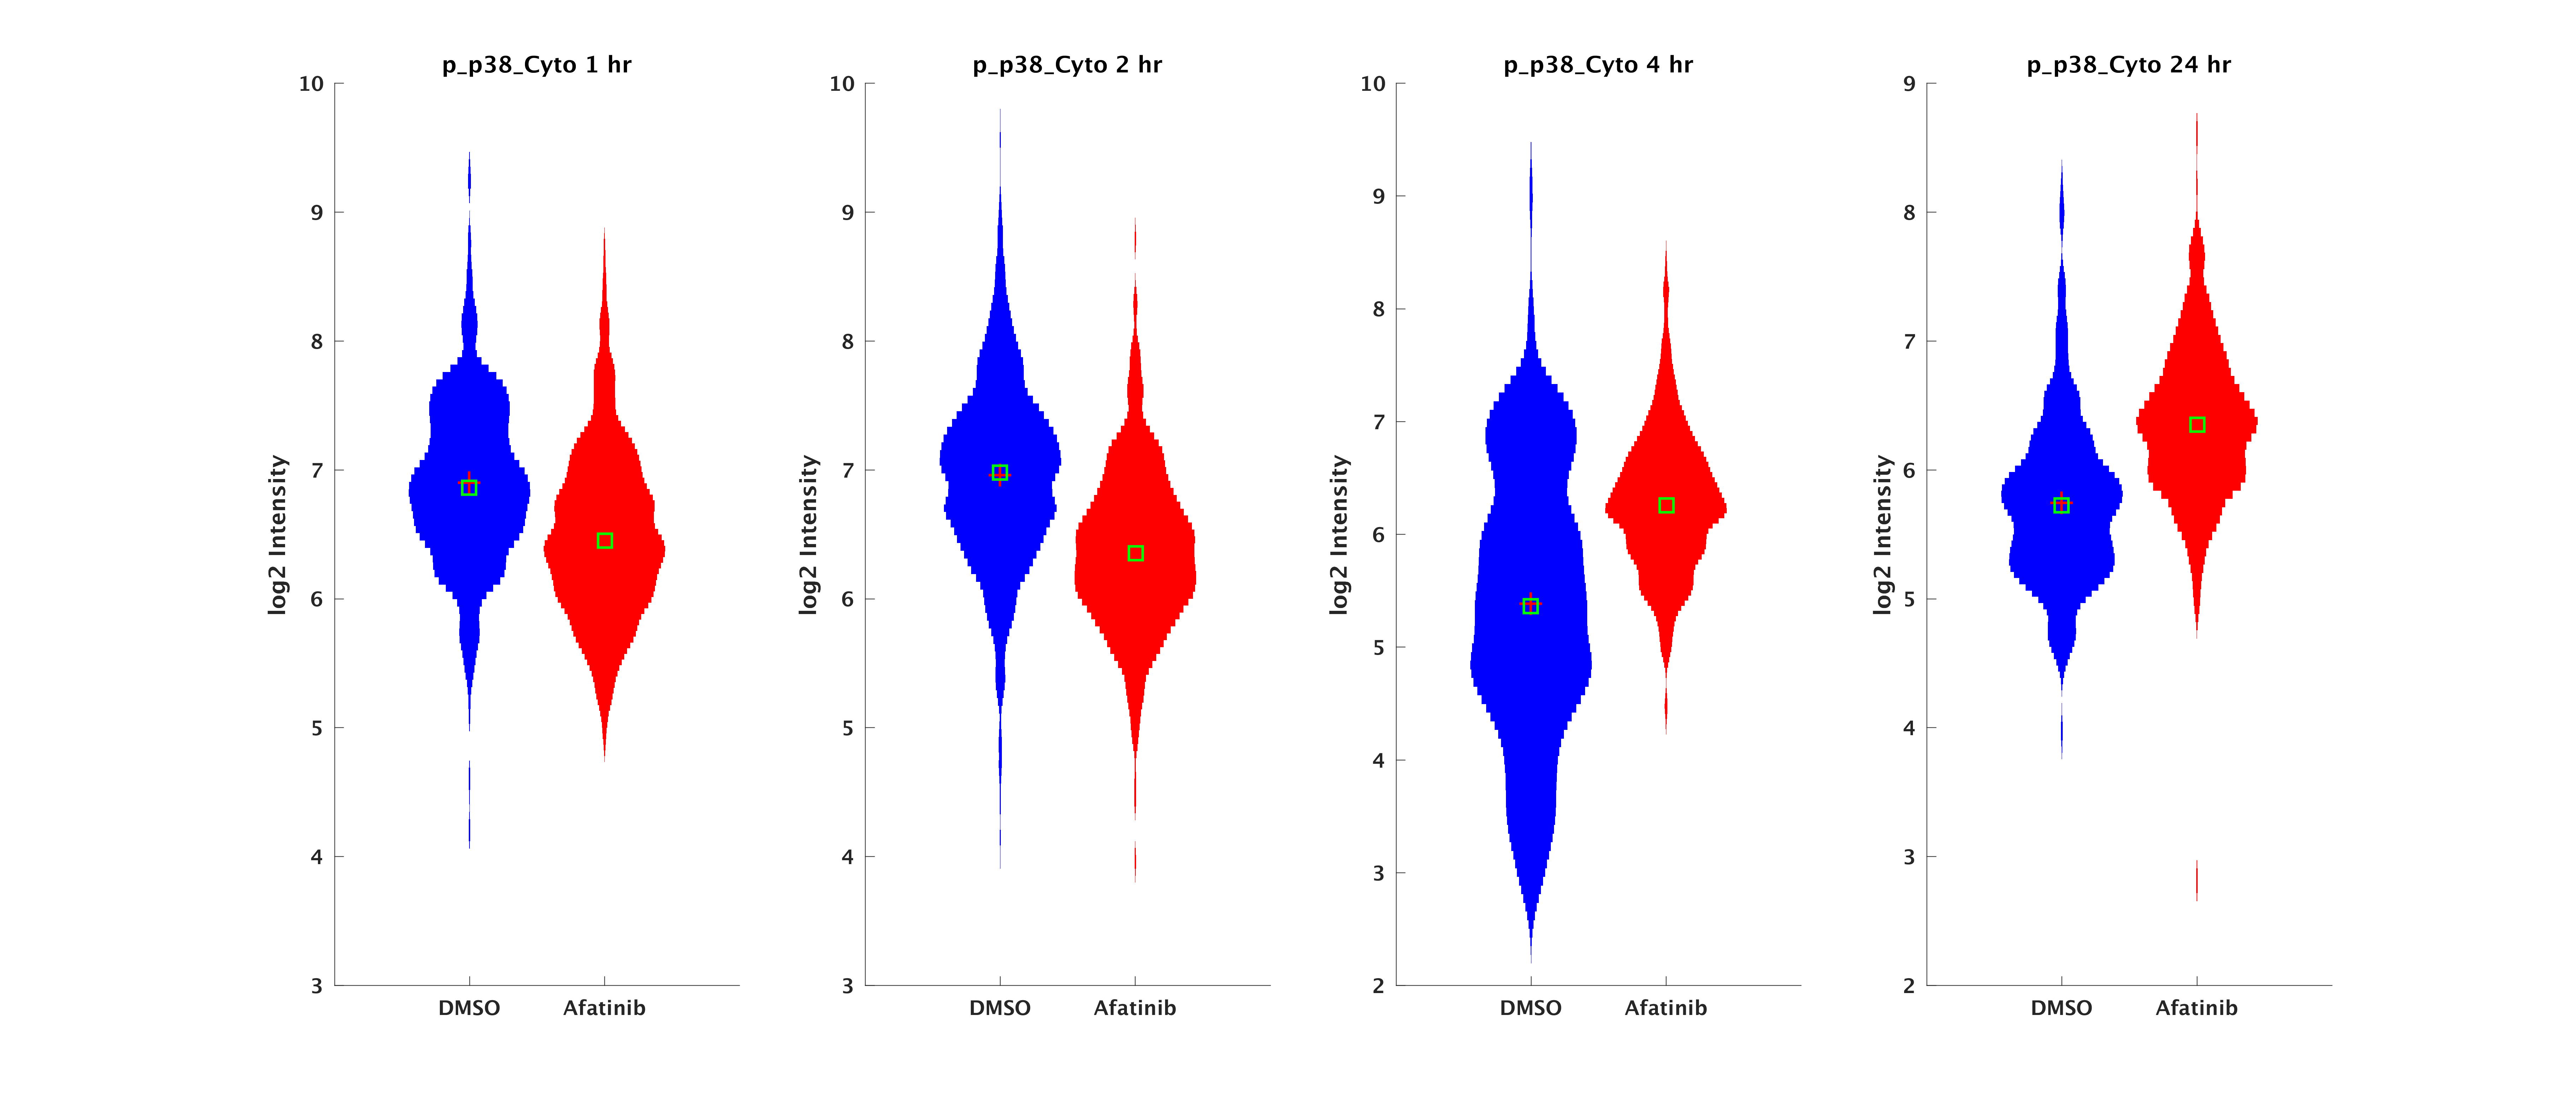 p_p38_Cyto 1 hr
log2 Intensity
10
9
8
7
6
5
4
3
DMSO
Afatinib
p_p38_Cyto 2 hr
log2 Intensity
10
9
8
7
6
5
4
3
DMSO
Afatinib
p_p38_Cyto 4 hr
log2 Intensity
10
9
8
7
6
5
4
3
2
DMSO
Afatinib
p_p38_Cyto 24 hr
log2 Intensity
9
8
7
6
5
4
3
2
DMSO
Afatinib